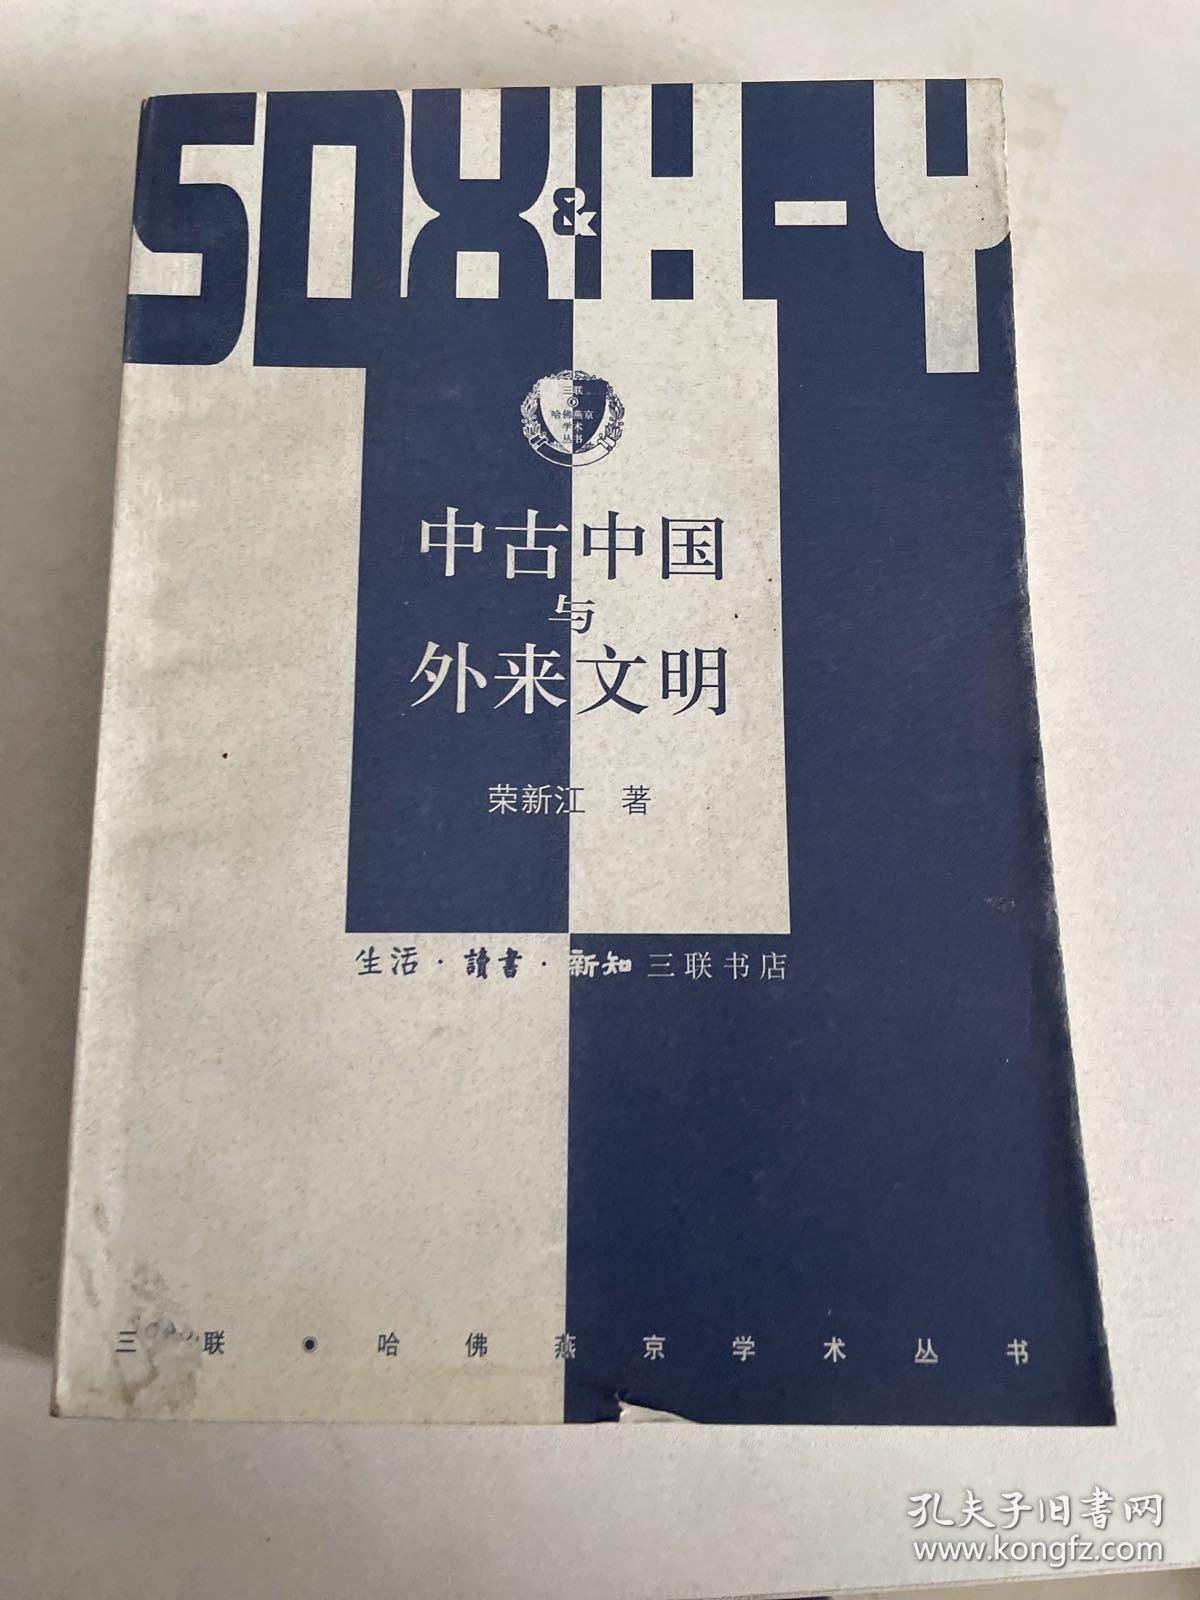 SDX&H-Y
三联
哈佛燕京
学术
丛书
中古中国
与
外来文明
荣新江 著
生活·讀書·新知三联书店
三联·哈佛燕京学术丛书
孔夫子旧书网
www.kongfz.com